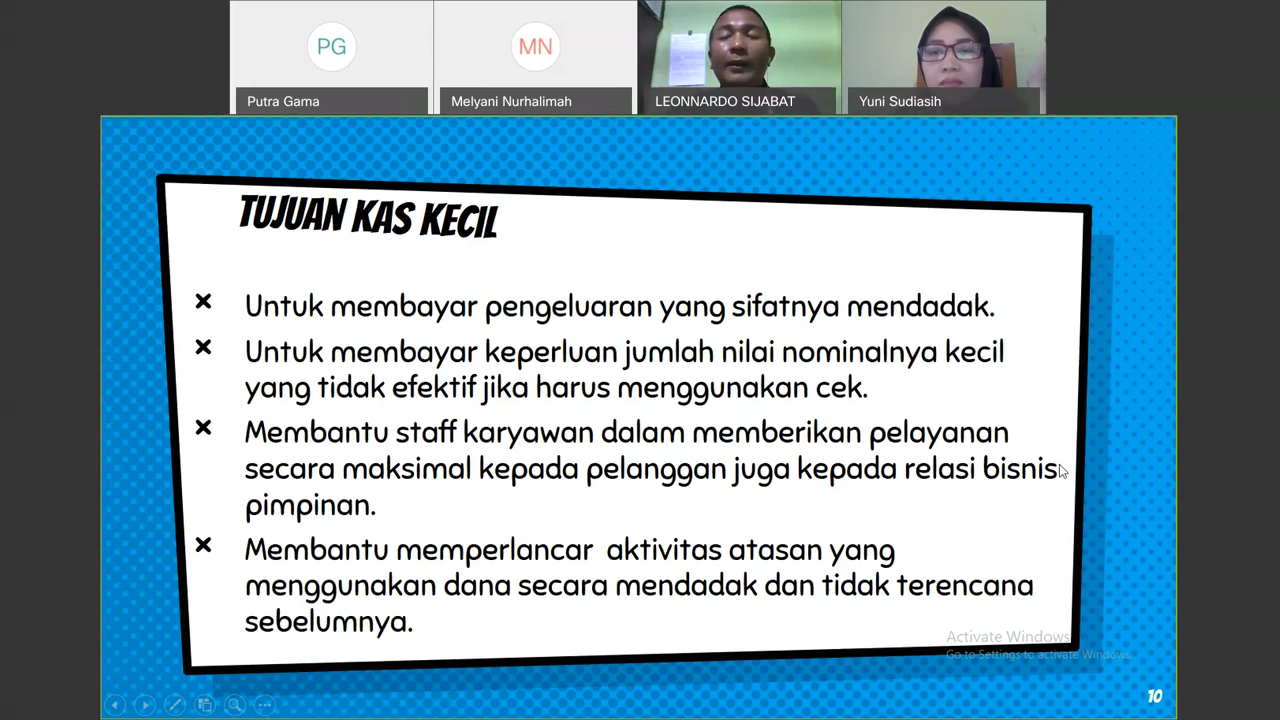 PG
MN
Putra Gama
Melyani Nurhalimah
LEONNARDO SIJABAT
Yuni Sudiasih
TUJUAN KAS KECIL
× Untuk membayar pengeluaran yang sifatnya mendadak.
× Untuk membayar keperluan jumlah nilai nominalnya kecil
yang tidak efektif jika harus menggunakan cek.
× Membantu staff karyawan dalam memberikan pelayanan
secara maksimal kepada pelanggan juga kepada relasi bisnis
pimpinan.
× Membantu memperlancar aktivitas atasan yang
menggunakan dana secara mendadak dan tidak terencana
sebelumnya.
Activate Windows
Go to Settings to activate Windows.
10